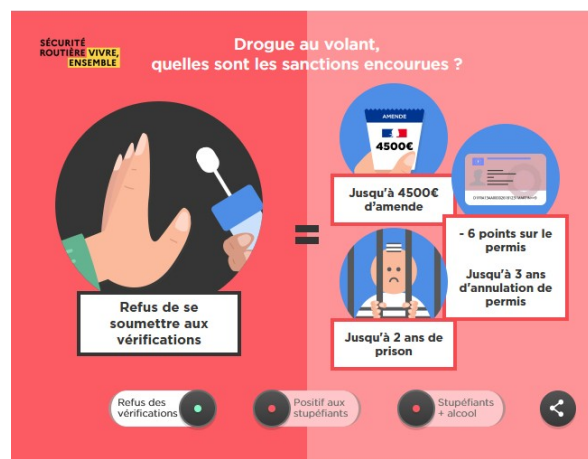 SÉCURITÉ
ROUTIÈRE VIVRE,
ENSEMBLE
Drogue au volant,
quelles sont les sanctions encourues ?
Refus de se
soumettre aux
vérifications
=
AMENDE
4500€
Jusqu'à 4500€
d'amende
- 6 points sur le
permis
Jusqu'à 3 ans
d'annulation de
permis
Jusqu'à 2 ans de
prison
Refus des
vérifications
Positif aux
stupéfiants
Stupéfiants
+ alcool